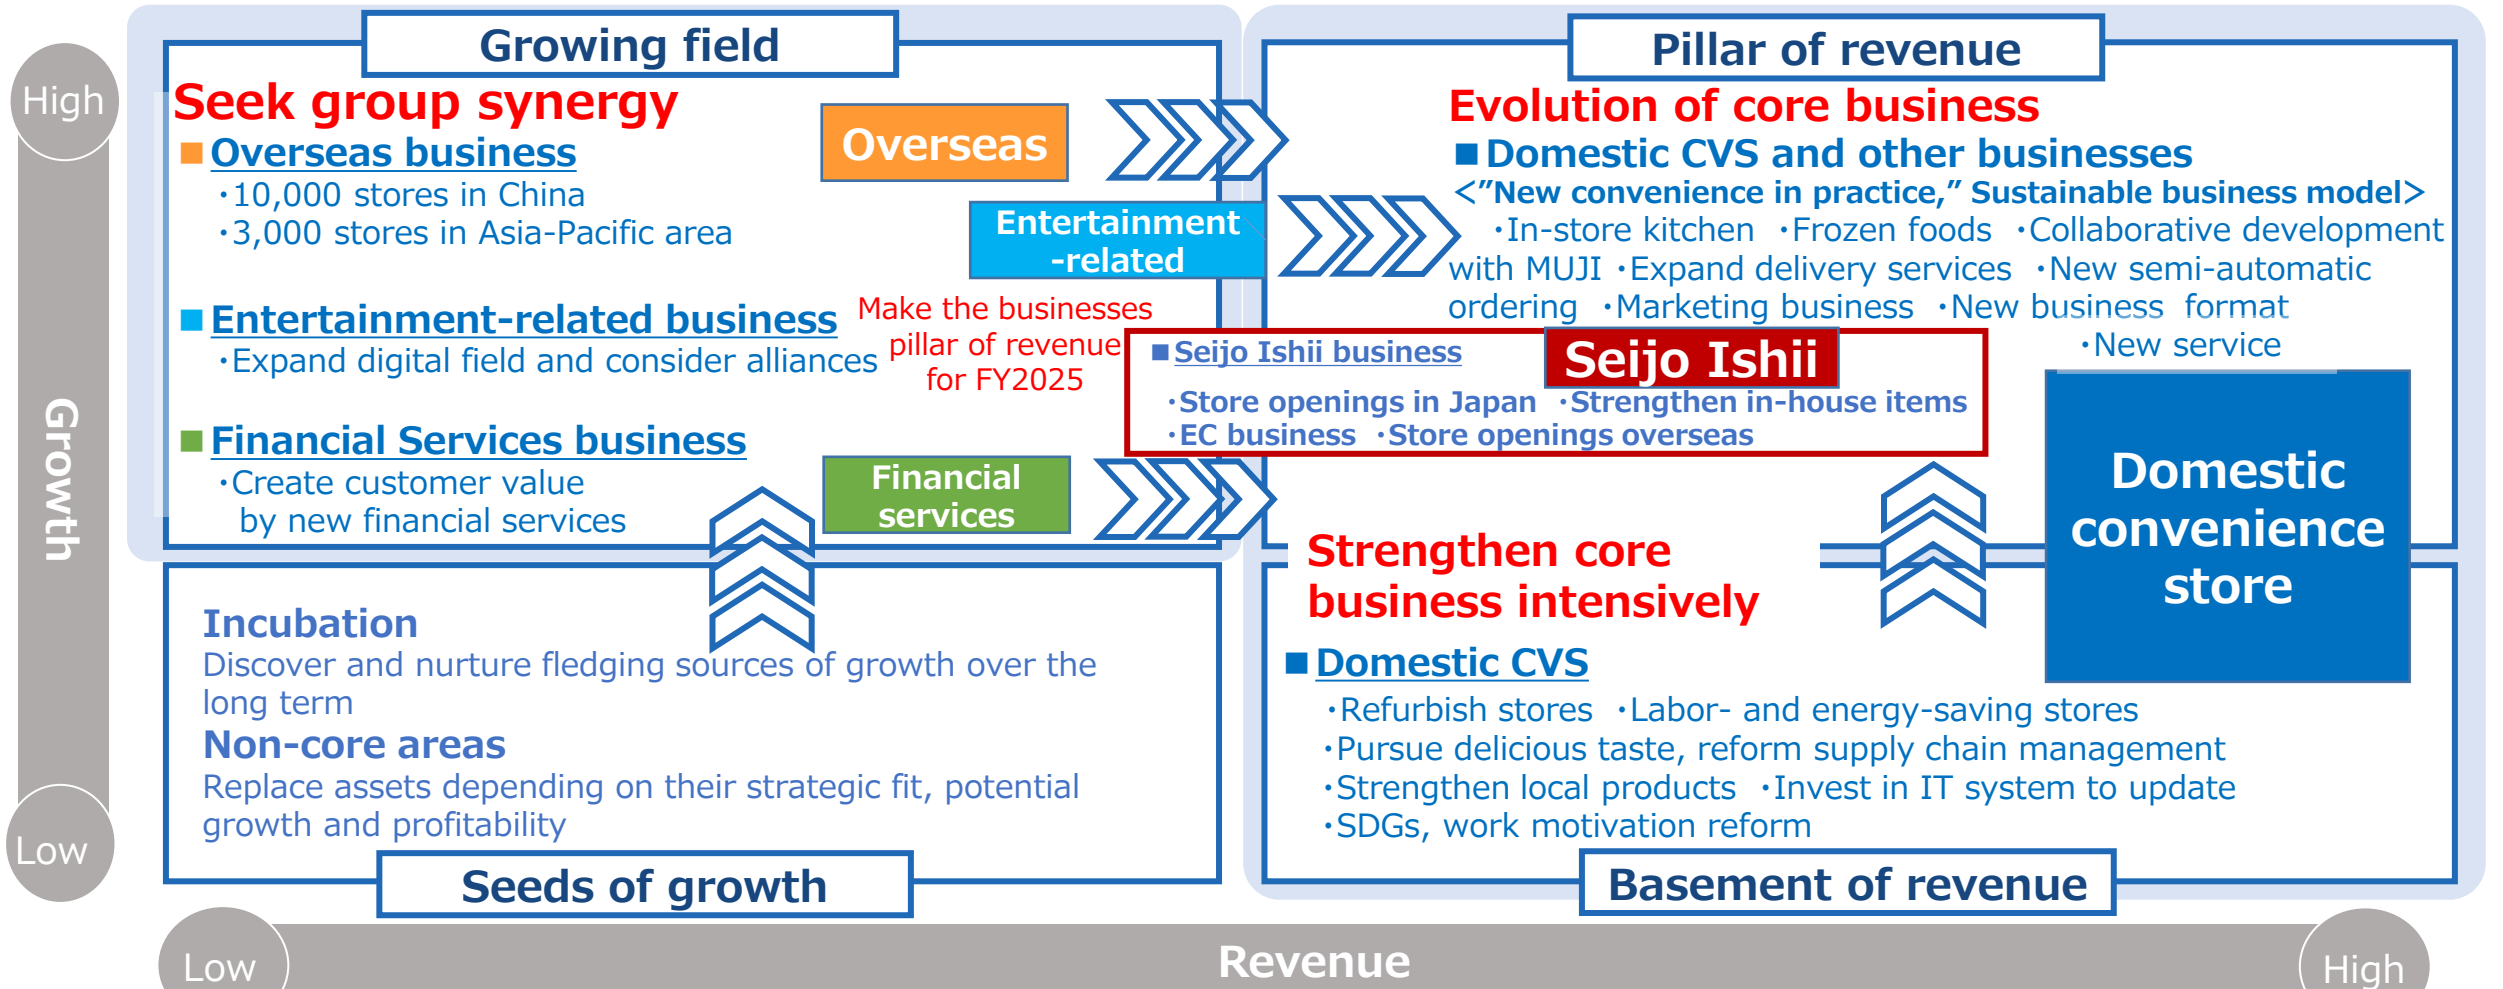 Growing field
High
Seek group synergy
■Overseas business
・10,000 stores in China
・3,000 stores in Asia-Pacific area
■Entertainment-related business
・Expand digital field and consider alliances
■Financial Services business
・Create customer value
by new financial services
Overseas
Entertainment
-related
Make the businesses
pillar of revenue
for FY2025
Financial
services
Pillar of revenue
Evolution of core business
■Domestic CVS and other businesses
<"New convenience in practice," Sustainable business model>
・In-store kitchen ・Frozen foods ・Collaborative development
with MUJI ・Expand delivery services ・New semi-automatic
ordering ・Marketing business ・New business format
・New service
Seijo Ishii
■Seijo Ishii business
・Store openings in Japan ・Strengthen in-house items
・EC business ・Store openings overseas
Domestic
convenience
store
Growth
Incubation
Discover and nurture fledging sources of growth over the
long term
Non-core areas
Replace assets depending on their strategic fit, potential
growth and profitability
Seeds of growth
Strengthen core
business intensively
■Domestic CVS
・Refurbish stores ・Labor- and energy-saving stores
・Pursue delicious taste, reform supply chain management
・Strengthen local products ・Invest in IT system to update
・SDGs, work motivation reform
Basement of revenue
Low
Low
Revenue
High